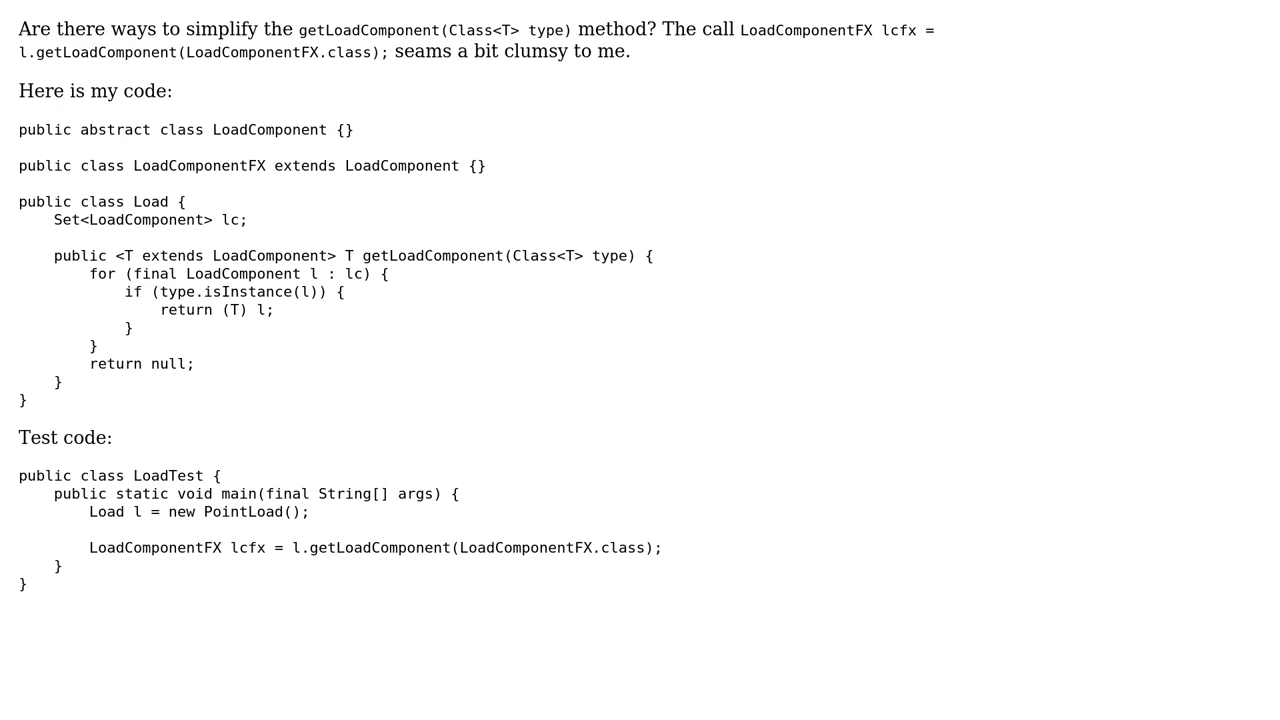 Are there ways to simplify the getLoadComponent(Class<T> type) method? The call LoadComponentFX lcfx =
l.getLoadComponent(LoadComponentFX.class); seams a bit clumsy to me.
Here is my code:
public abstract class LoadComponent {}
public class LoadComponentFX extends LoadComponent {}
public class Load {
    Set<LoadComponent> lc;
    public <T extends LoadComponent> T getLoadComponent(Class<T> type) {
        for (final LoadComponent l : lc) {
            if (type.isInstance(l)) {
                return (T) l;
            }
        }
        return null;
    }
}
Test code:
public class LoadTest {
    public static void main(final String[] args) {
        Load l = new PointLoad();
        LoadComponentFX lcfx = l.getLoadComponent(LoadComponentFX.class);
    }
}